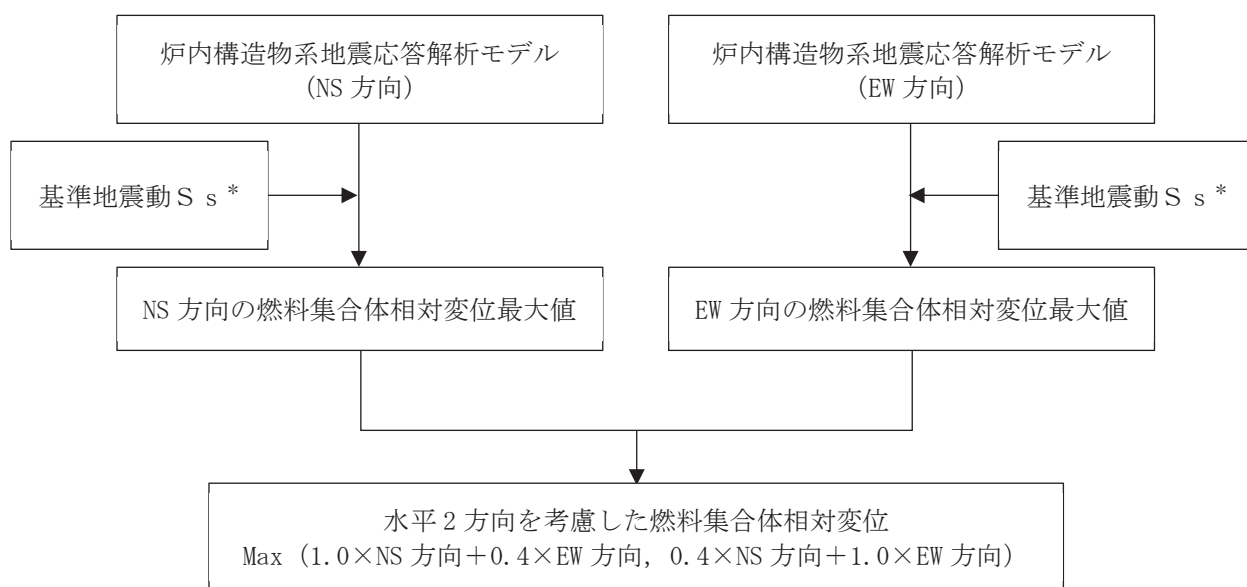 炉内構造物系地震応答解析モデル
(NS 方向)
炉内構造物系地震応答解析モデル
(EW 方向)
基準地震動Ｓｓ*
基準地震動Ｓｓ*
NS 方向の燃料集合体相対変位最大値
EW 方向の燃料集合体相対変位最大値
水平２方向を考慮した燃料集合体相対変位
Max (1.0×NS 方向＋0.4×EW 方向, 0.4×NS 方向＋1.0×EW 方向)